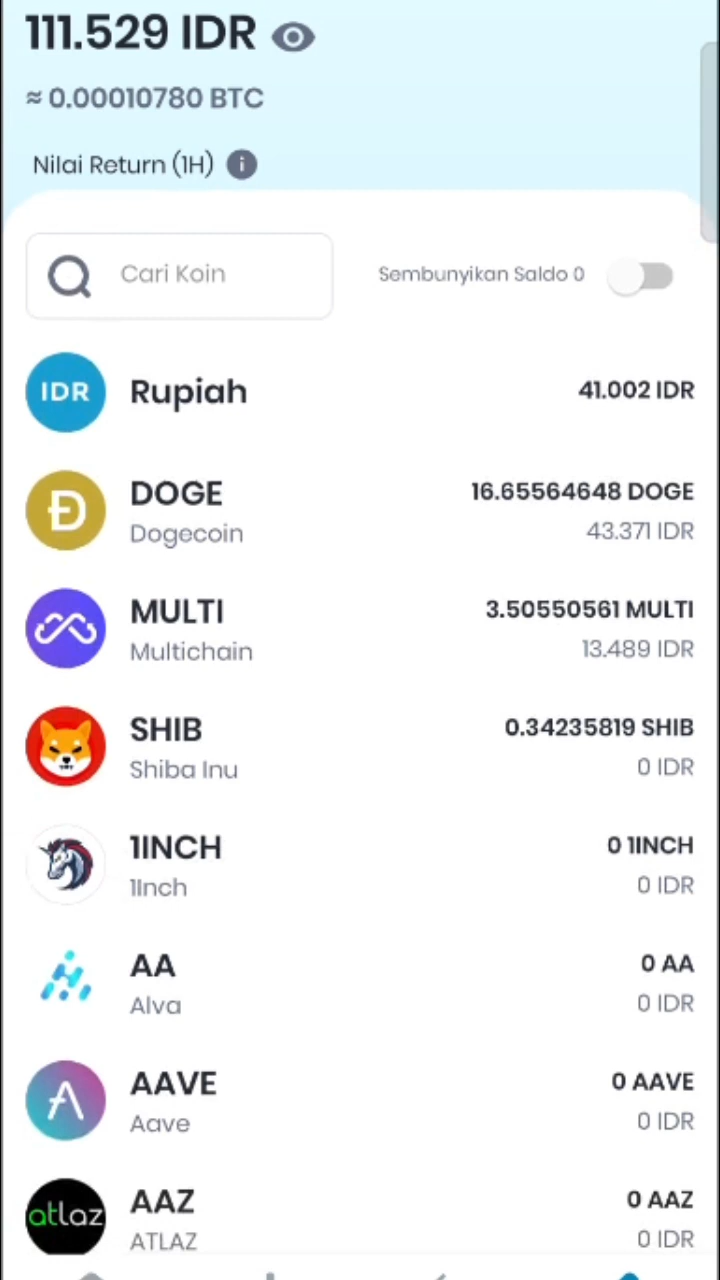 111.529 IDR
≈ 0.00010780 BTC
Nilai Return (1H) i
Cari Koin
Sembunyikan Saldo 0
IDR
Rupiah
41.002 IDR
DOGE
16.65564648 DOGE
Dogecoin
43.371 IDR
MULTI
3.50550561 MULTI
Multichain
13.489 IDR
SHIB
0.34235819 SHIB
Shiba Inu
0 IDR
1INCH
0 1INCH
1Inch
0 IDR
AA
0 AA
Alva
0 IDR
AAVE
0 AAVE
Aave
0 IDR
atlaz
AAZ
0 AAZ
ATLAZ
0 IDR